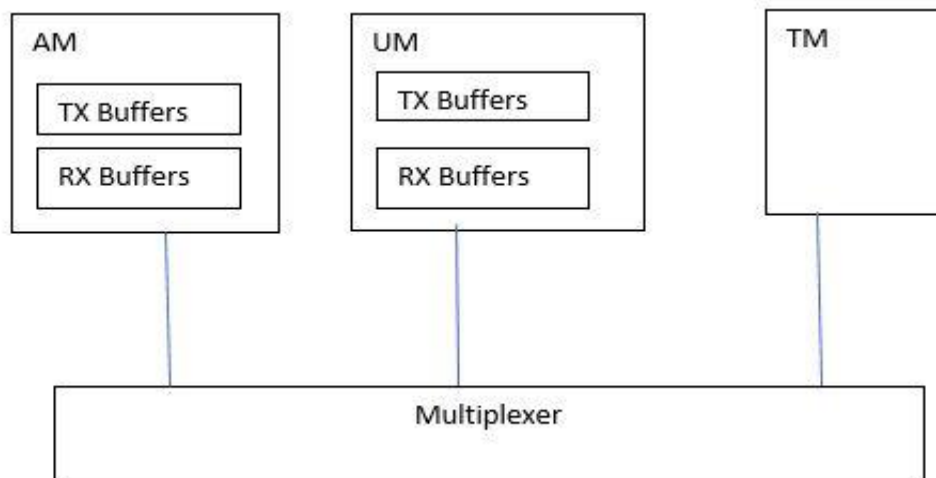 AM
TX Buffers
RX Buffers
UM
TX Buffers
RX Buffers
TM
Multiplexer